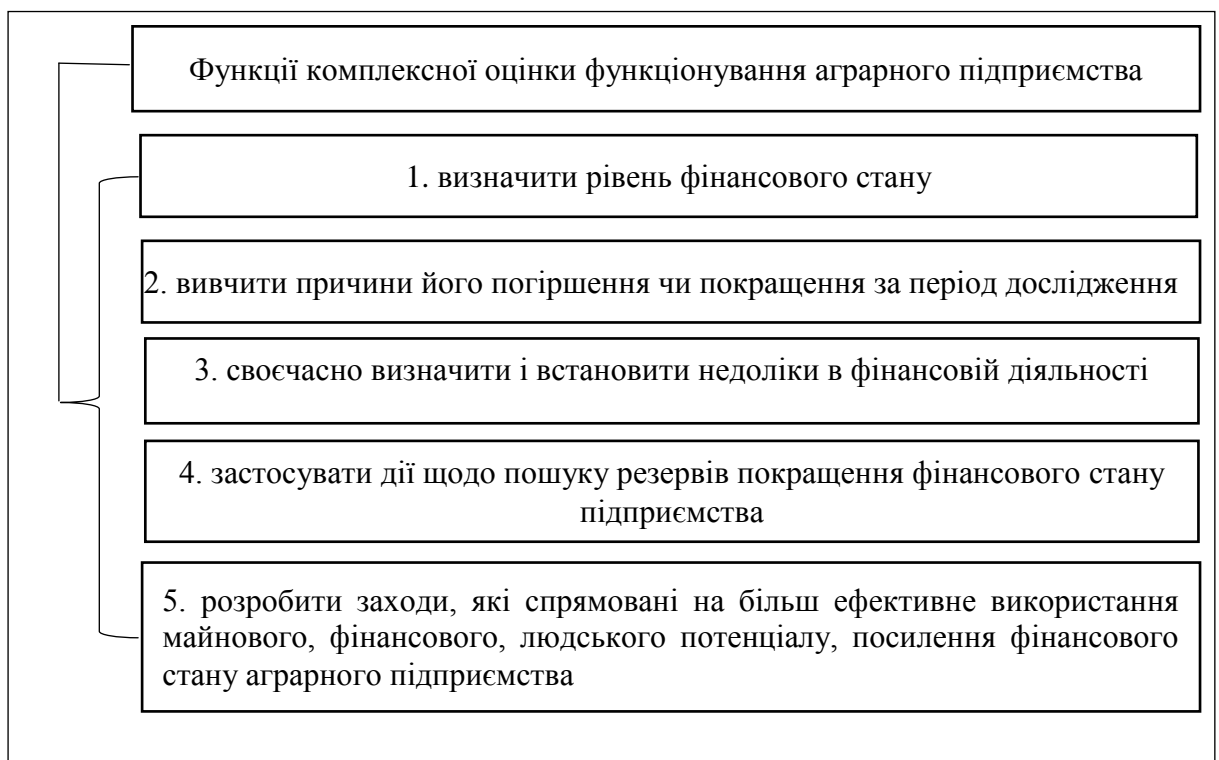 Функції комплексної оцінки функціонування аграрного підприємства
1. визначити рівень фінансового стану
2. вивчити причини його погіршення чи покращення за період дослідження
3. своєчасно визначити і встановити недоліки в фінансовій діяльності
4. застосувати дії щодо пошуку резервів покращення фінансового стану
підприємства
5. розробити заходи, які спрямовані на більш ефективне використання
майнового, фінансового, людського потенціалу, посилення фінансового
стану аграрного підприємства